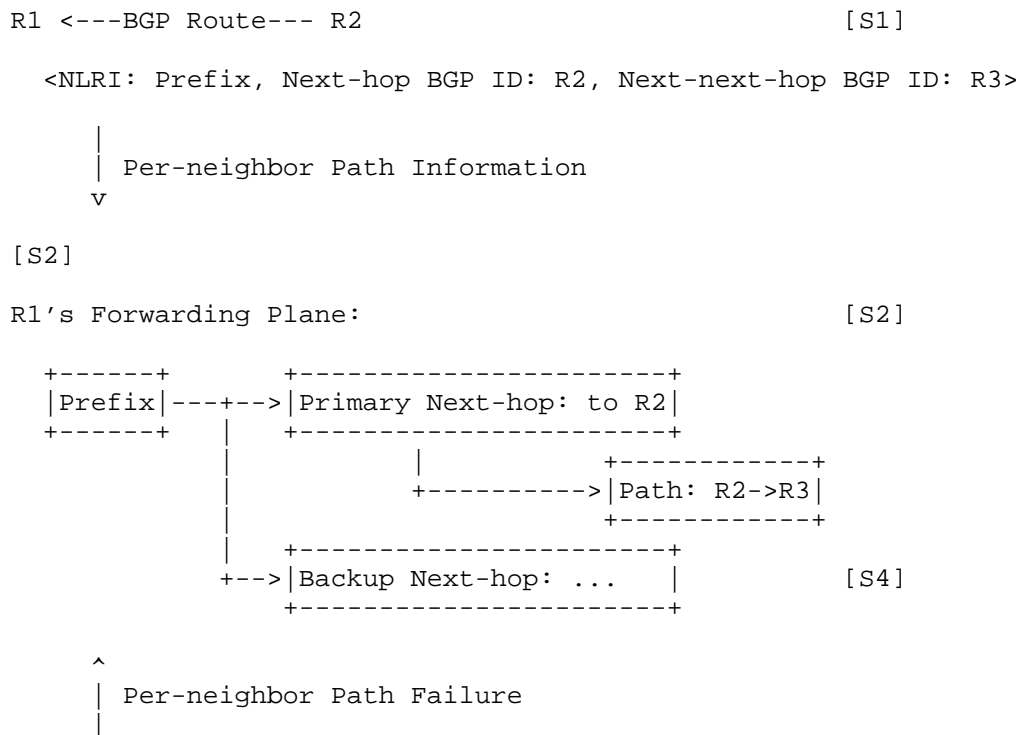 R1 <---BGP Route--- R2                              [S1]
  <NLRI: Prefix, Next-hop BGP ID: R2, Next-next-hop BGP ID: R3>
     |
     | Per-neighbor Path Information
     v
[S2]
R1's Forwarding Plane:                              [S2]
  +------+       +-----------------------+
  |Prefix|---+-->|Primary Next-hop: to R2|
  +------+   |   +-----------------------+
             |           |           +------------+
             |           +---------->|Path: R2->R3|
             |                       +------------+
             |   +-----------------------+
             +-->|Backup Next-hop: ...   |          [S4]
                 +-----------------------+
     ^
     | Per-neighbor Path Failure
     |